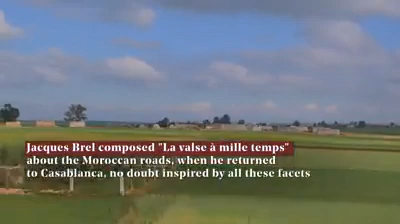 Jacques Brel composed "La valse à mille temps"
about the Moroccan roads, when he returned
to Casablanca, no doubt inspired by all these facets